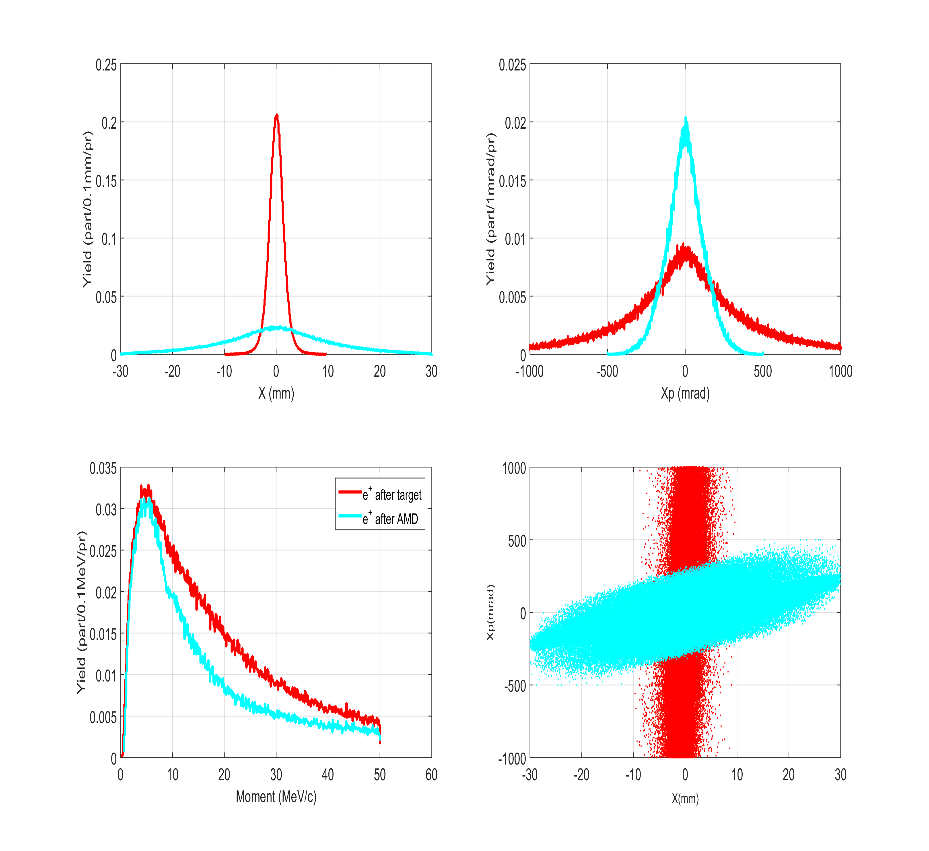 0.25
0.2
0.15
0.1
0.05
0
-30 -20 -10 0 10 20 30
X (mm)
Yield (part/0.1mm/pr)
0.025
0.02
0.015
0.01
0.005
0
-1000 -500 0 500 1000
Xp (mrad)
Yield (part/1mrad/pr)
0.035
0.03
0.025
0.02
0.015
0.01
0.005
0
0 10 20 30 40 50 60
Moment (MeV/c)
Yield (part/0.1MeV/pr)
e+ after target
e+ after AMD
1000
500
0
-500
-1000
-30 -20 -10 0 10 20 30
X(mm)
Xp(mrad)